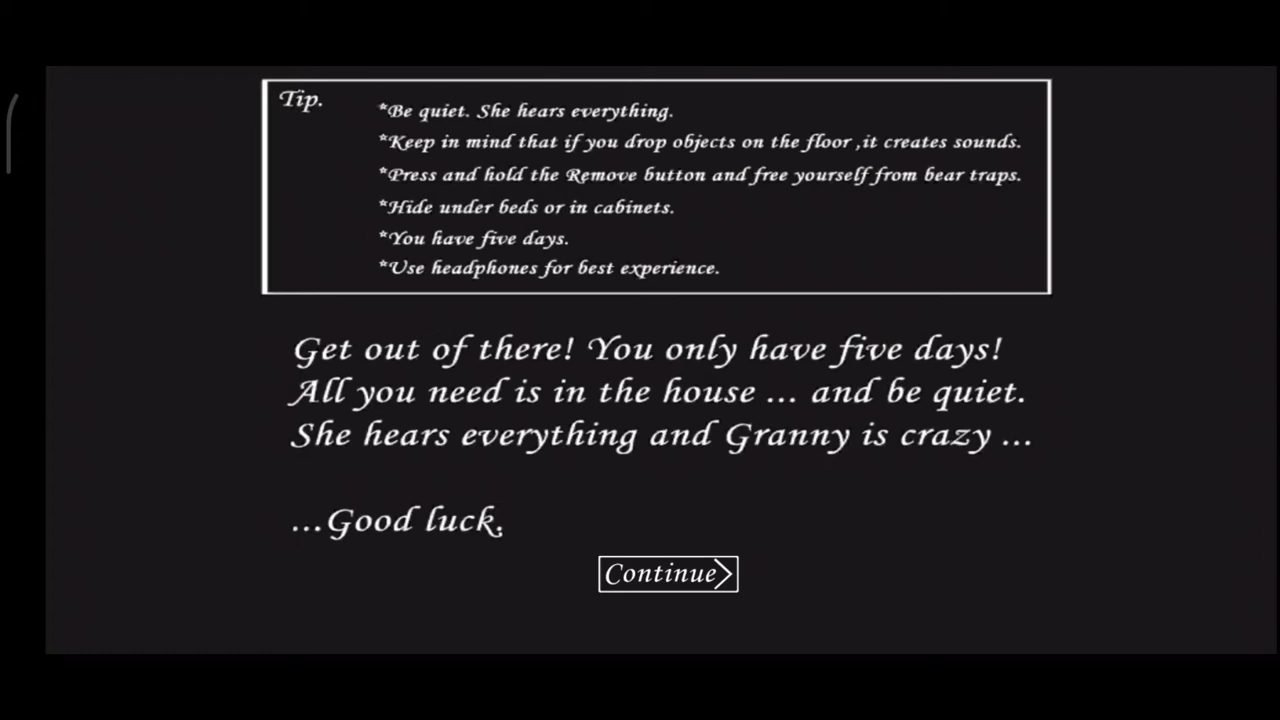 Tip.
*Be quiet. She hears everything.
*Keep in mind that if you drop objects on the floor ,it creates sounds.
*Press and hold the Remove button and free yourself from bear traps.
*Hide under beds or in cabinets.
*You have five days.
*Use headphones for best experience.
Get out of there! You only have five days!
All you need is in the house ... and be quiet.
She hears everything and Granny is crazy ...
...Good luck.
Continue>